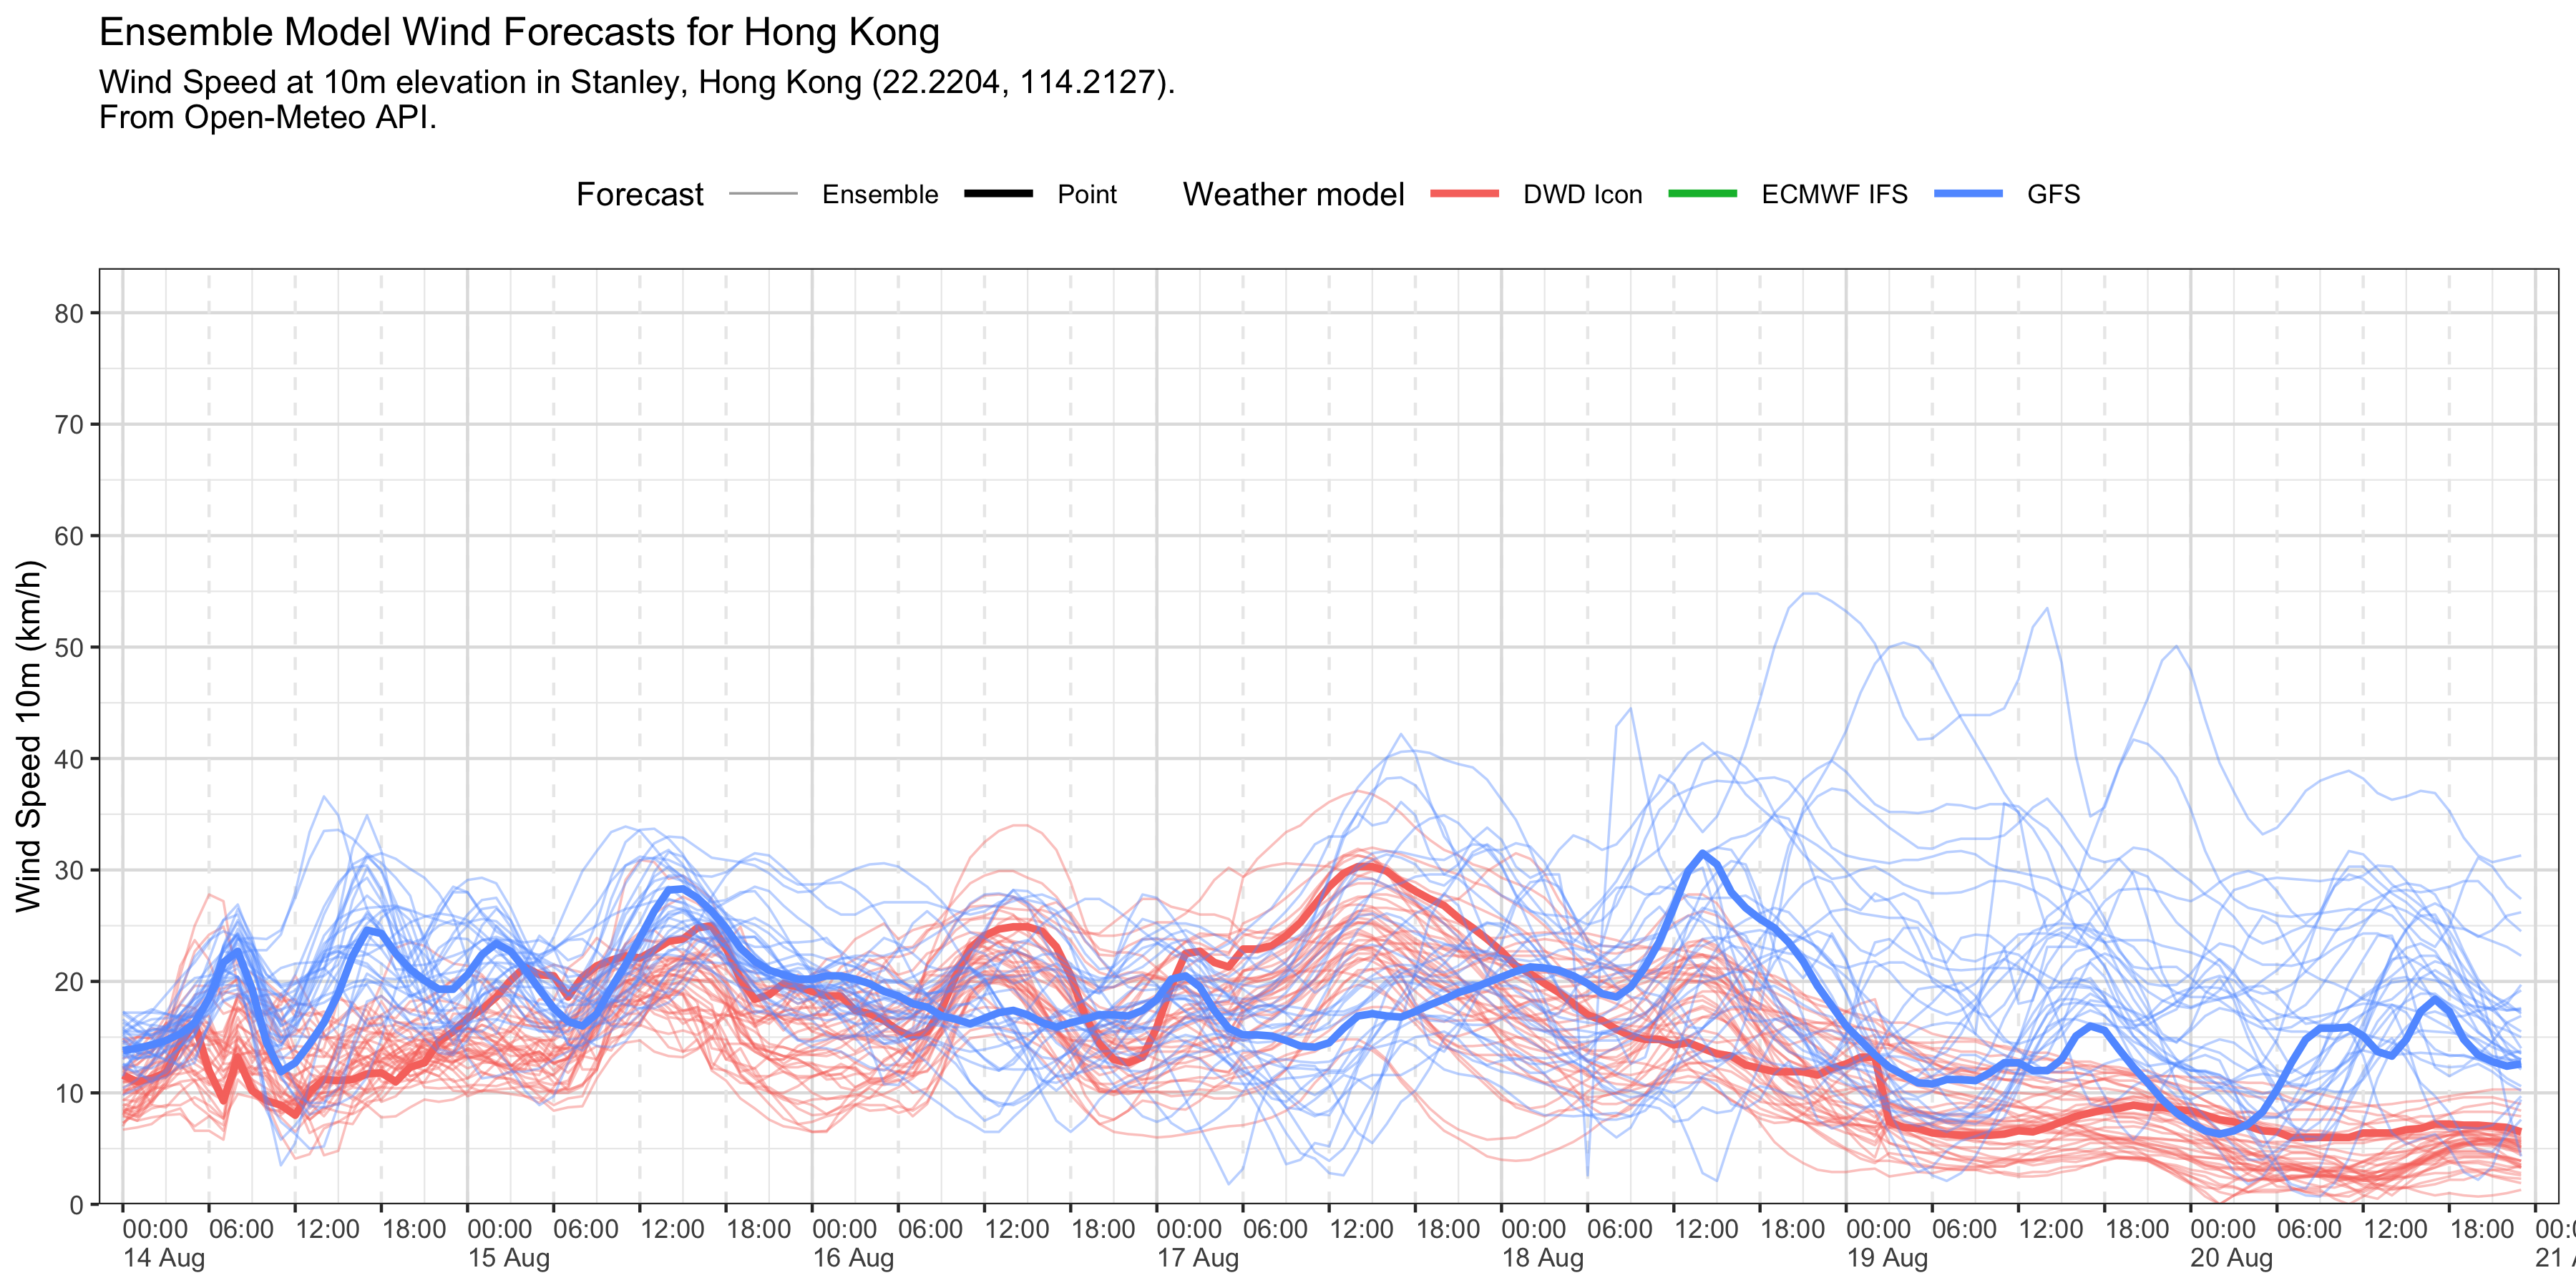 Ensemble Model Wind Forecasts for Hong Kong
Wind Speed at 10m elevation in Stanley, Hong Kong (22.2204, 114.2127).
From Open-Meteo API.
Forecast Ensemble Point Weather model DWD Icon ECMWF IFS GFS
Wind Speed 10m (km/h)
80
70
60
50
40
30
20
10
0
00:00 06:00 12:00 18:00 00:00 06:00 12:00 18:00 00:00 06:00 12:00 18:00 00:00 06:00 12:00 18:00 00:00 06:00 12:00 18:00 00:00 06:00 12:00 18:00 00:00 06:00 12:00 18:00 00:0
14 Aug 15 Aug 16 Aug 17 Aug 18 Aug 19 Aug 20 Aug 21